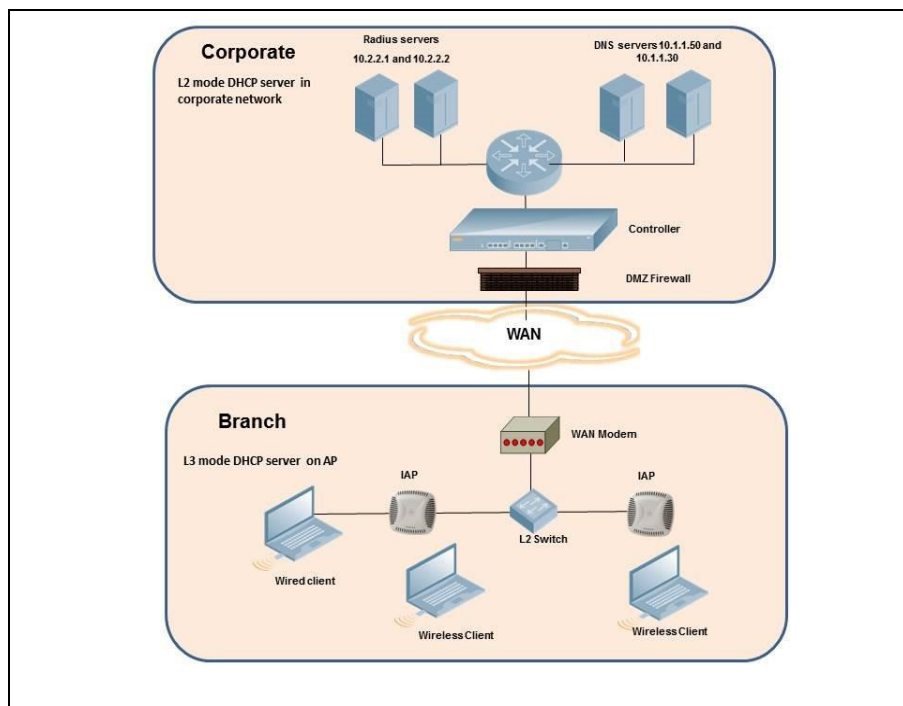 Corporate
L2 mode DHCP server in
corporate network
Radius servers
10.2.2.1 and 10.2.2.2
DNS servers 10.1.1.50 and
10.1.1.30
Controller
DMZ Firewall
WAN
Branch
L3 mode DHCP server on AP
WAN Modem
IAP
IAP
L2 Switch
Wired client
Wireless Client
Wireless Client